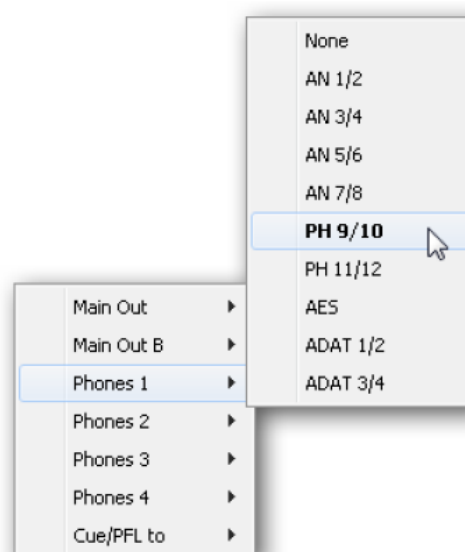 None
AN 1/2
AN 3/4
AN 5/6
AN 7/8
PH 9/10
PH 11/12
AES
ADAT 1/2
ADAT 3/4
Main Out
Main Out B
Phones 1
Phones 2
Phones 3
Phones 4
Cue/PFL to